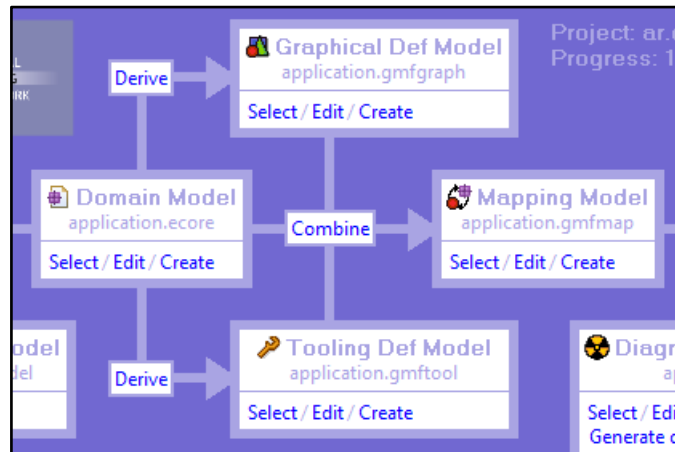 Project: ar.
Progress: 1
Graphical Def Model
application.gmfgraph
Select / Edit / Create
Derive
Domain Model
application.ecore
Select / Edit / Create
Combine
Mapping Model
application.gmfmap
Select / Edit / Create
Derive
Tooling Def Model
application.gmftool
Select / Edit / Create
odel
del
Diagr
Select / Edi
Generate